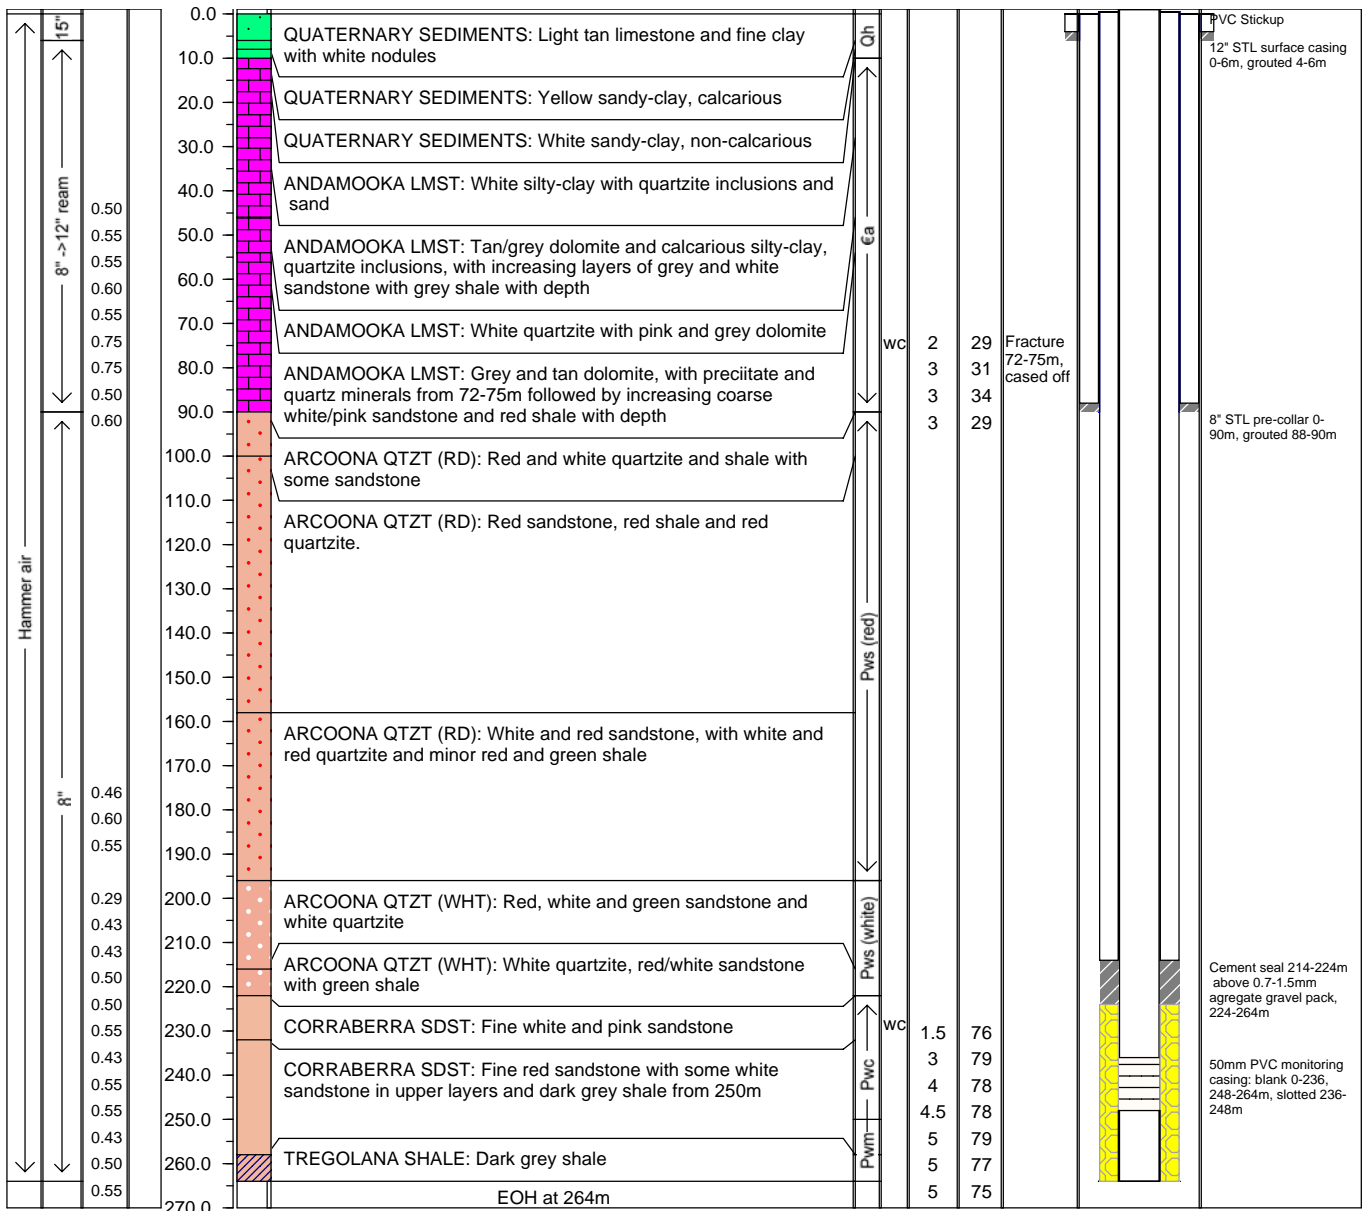 Hammer air
15"
8" ->12" ream
8"
0.50
0.55
0.55
0.60
0.55
0.75
0.75
0.50
0.60
0.46
0.60
0.55
0.29
0.43
0.43
0.50
0.50
0.55
0.43
0.55
0.55
0.43
0.50
0.55
0.0
10.0
20.0
30.0
40.0
50.0
60.0
70.0
80.0
90.0
100.0
110.0
120.0
130.0
140.0
150.0
160.0
170.0
180.0
190.0
200.0
210.0
220.0
230.0
240.0
250.0
260.0
270.0
QUATERNARY SEDIMENTS: Light tan limestone and fine clay
with white nodules
QUATERNARY SEDIMENTS: Yellow sandy-clay, calcarious
QUATERNARY SEDIMENTS: White sandy-clay, non-calcarious
ANDAMOOKA LMST: White silty-clay with quartzite inclusions and
sand
ANDAMOOKA LMST: Tan/grey dolomite and calcarious silty-clay,
quartzite inclusions, with increasing layers of grey and white
sandstone with grey shale with depth
ANDAMOOKA LMST: White quartzite with pink and grey dolomite
ANDAMOOKA LMST: Grey and tan dolomite, with preciitate and
quartz minerals from 72-75m followed by increasing coarse
white/pink sandstone and red shale with depth
ARCOONA QTZT (RD): Red and white quartzite and shale with
some sandstone
ARCOONA QTZT (RD): Red sandstone, red shale and red
quartzite.
ARCOONA QTZT (RD): White and red sandstone, with white and
red quartzite and minor red and green shale
ARCOONA QTZT (WHT): Red, white and green sandstone and
white quartzite
ARCOONA QTZT (WHT): White quartzite, red/white sandstone
with green shale
CORRABERRA SDST: Fine white and pink sandstone
CORRABERRA SDST: Fine red sandstone with some white
sandstone in upper layers and dark grey shale from 250m
TREGOLANA SHALE: Dark grey shale
EOH at 264m
Qh
€a
Pws (red)
Pws (white)
Pwc
Pwm
wc 2 29 Fracture
72-75m,
cased off
3 31
3 34
3 29
wc 1.5 76
3 79
4 78
4.5 78
5 79
5 77
5 75
PVC Stickup
12" STL surface casing
0-6m, grouted 4-6m
8" STL pre-collar 0-
90m, grouted 88-90m
Cement seal 214-224m
above 0.7-1.5mm
agregate gravel pack,
224-264m
50mm PVC monitoring
casing: blank 0-236,
248-264m, slotted 236-
248m